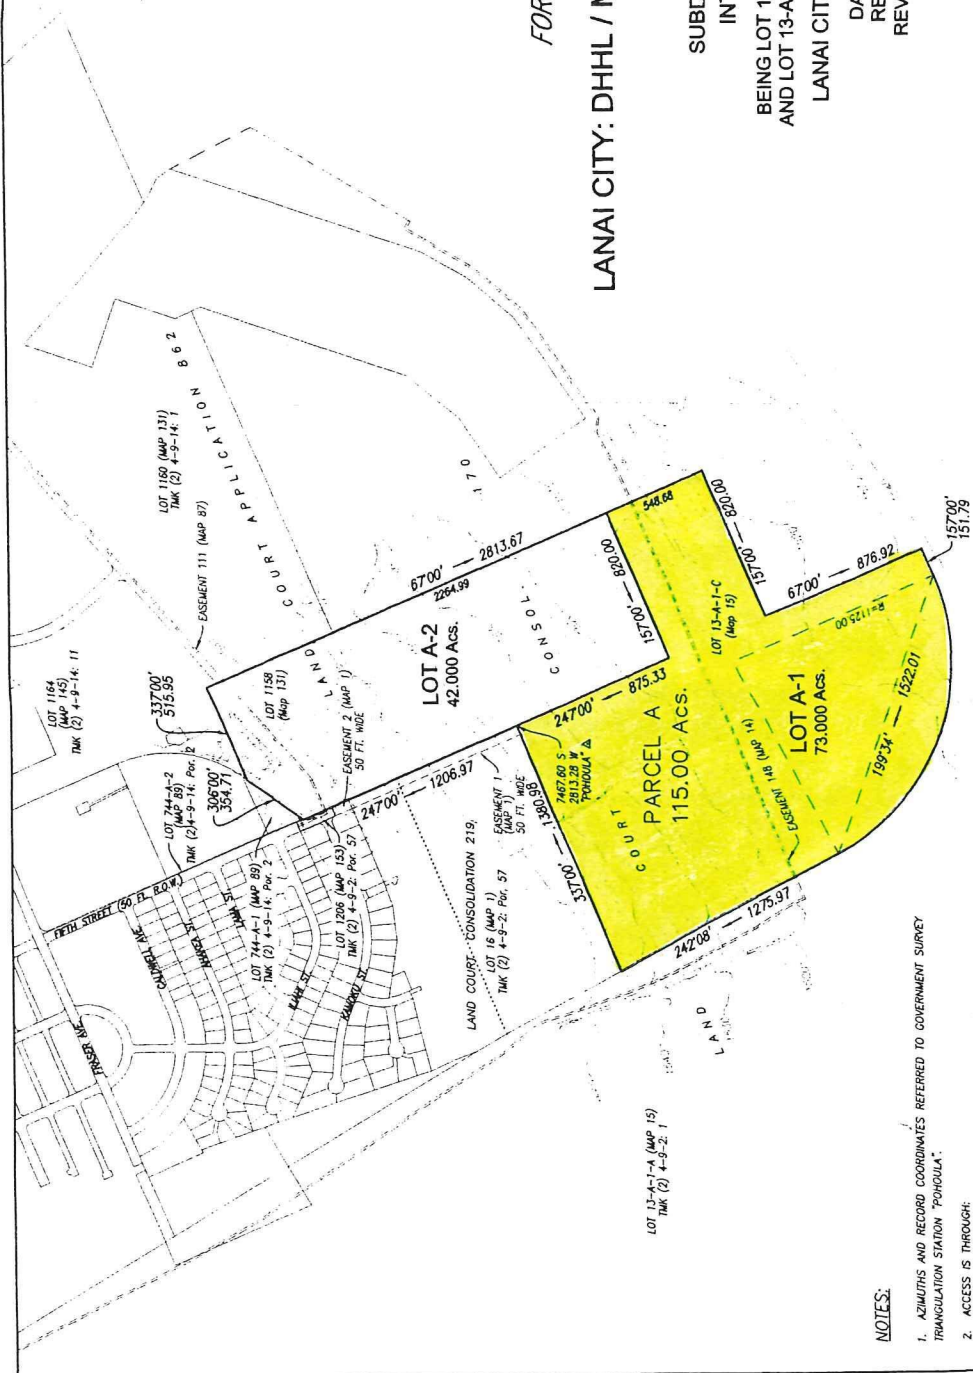 FOR
LANAI CITY: DHHL / M
SUBD
INT
BEING LOT 1
AND LOT 13-A
LANAI CIT
DA
RE
REV
LOT 1164
(MAP 145)
TMK (2) 4-9-14: 11
LOT 1160 (MAP 131)
TMK (2) 4-9-14: 1
EASEMENT 111 (MAP 87)
COURT APPLICATION 862
LOT 744-A-2
(MAP 89)
TMK (2)4-9-14: Por. 2
337°00'
515.95
306°00'
354.71
LOT 1158
(Map 131)
LAND
CONSOL.
170
67°00' 2813.67
2264.99
LOT A-2
42.000 Acs.
EASEMENT 2 (MAP 1)
50 FT. WIDE
247°00' 1206.97
FIFTH STREET (50 Ft. R.O.W.)
CALDWELL AVE.
AHAKEA ST.
LAMA ST.
FRASER AVE.
ILIAHI ST.
KAMOKU ST.
LOT 744-A-1 (MAP 89)
TMK (2) 4-9-14: Por. 2
LOT 1206 (MAP 153)
TMK (2) 4-9-2: Por. 57
LAND COURT CONSOLIDATION 219,
LOT 16 (MAP 1)
TMK (2) 4-9-2: Por. 57
EASEMENT 1
(MAP 1)
50 FT. WIDE
337°00' 1380.98
7467.60 S
2813.28 W
"POHOULA"
247°00' 875.33
157°00' 820.00
548.68
157°00' 820.00
67°00' 876.92
157°00'
151.79
R=1125.00
199°34' 1522.01
LOT 13-A-1-C
(Map 15)
COURT
PARCEL A
115.00 Acs.
LOT A-1
73.000 Acs.
EASEMENT 148 (MAP 14)
242°08' 1275.97
LAND
LOT 13-A-1-A (MAP 15)
TMK (2) 4-9-2: 1
NOTES:
1. AZIMUTHS AND RECORD COORDINATES REFERRED TO GOVERNMENT SURVEY
TRIANGULATION STATION "POHOULA".
2. ACCESS IS THROUGH: